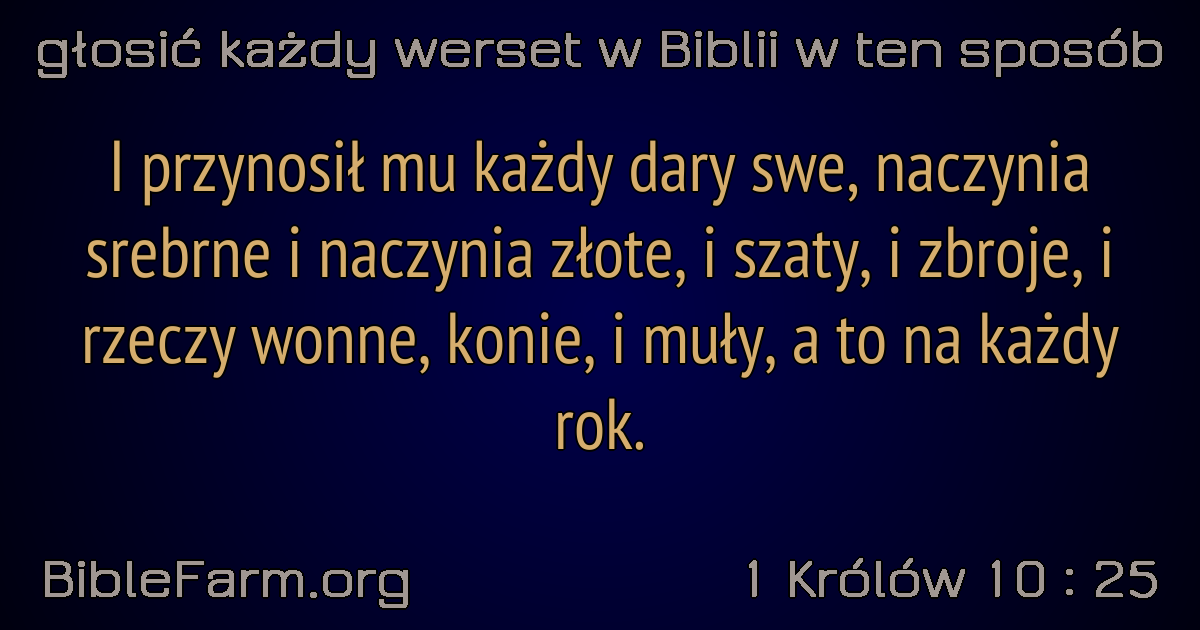 głosić każdy werset w Biblii w ten sposób
I przynosił mu każdy dary swe, naczynia
srebrne i naczynia złote, i szaty, i zbroje, i
rzeczy wonne, konie, i muły, a to na każdy
rok.
BibleFarm.org
1 Królów 10 : 25